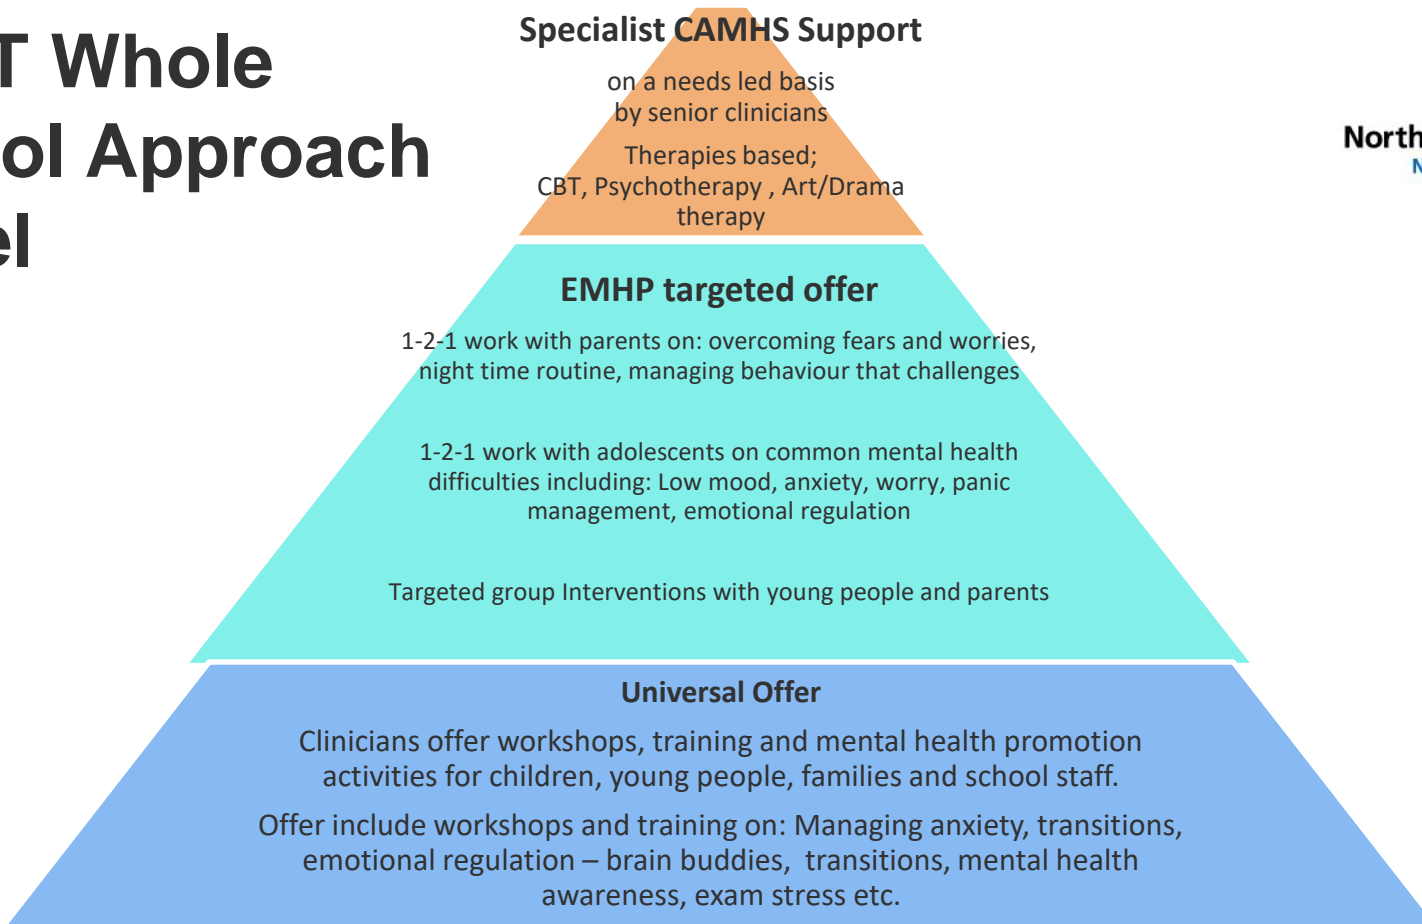 T Whole
ol Approach
el
Specialist CAMHS Support
on a needs led basis
by senior clinicians
Therapies based;
CBT, Psychotherapy , Art/Drama
therapy
North
N
EMHP targeted offer
1-2-1 work with parents on: overcoming fears and worries,
night time routine, managing behaviour that challenges
1-2-1 work with adolescents on common mental health
difficulties including: Low mood, anxiety, worry, panic
management, emotional regulation
Targeted group Interventions with young people and parents
Universal Offer
Clinicians offer workshops, training and mental health promotion
activities for children, young people, families and school staff.
Offer include workshops and training on: Managing anxiety, transitions,
emotional regulation – brain buddies,  transitions, mental health
awareness, exam stress etc.